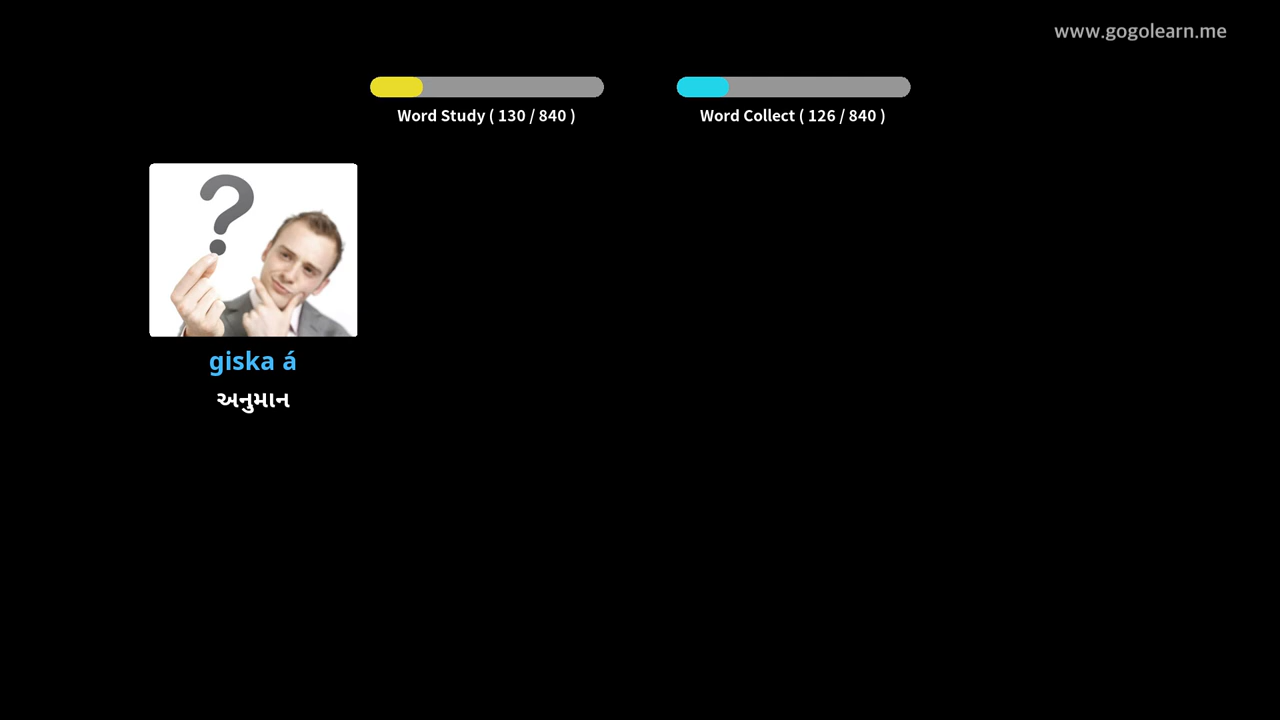 www.gogolearn.me
Word Study ( 130 / 840 )
Word Collect ( 126 / 840 )
?
giska á
અનુમાન